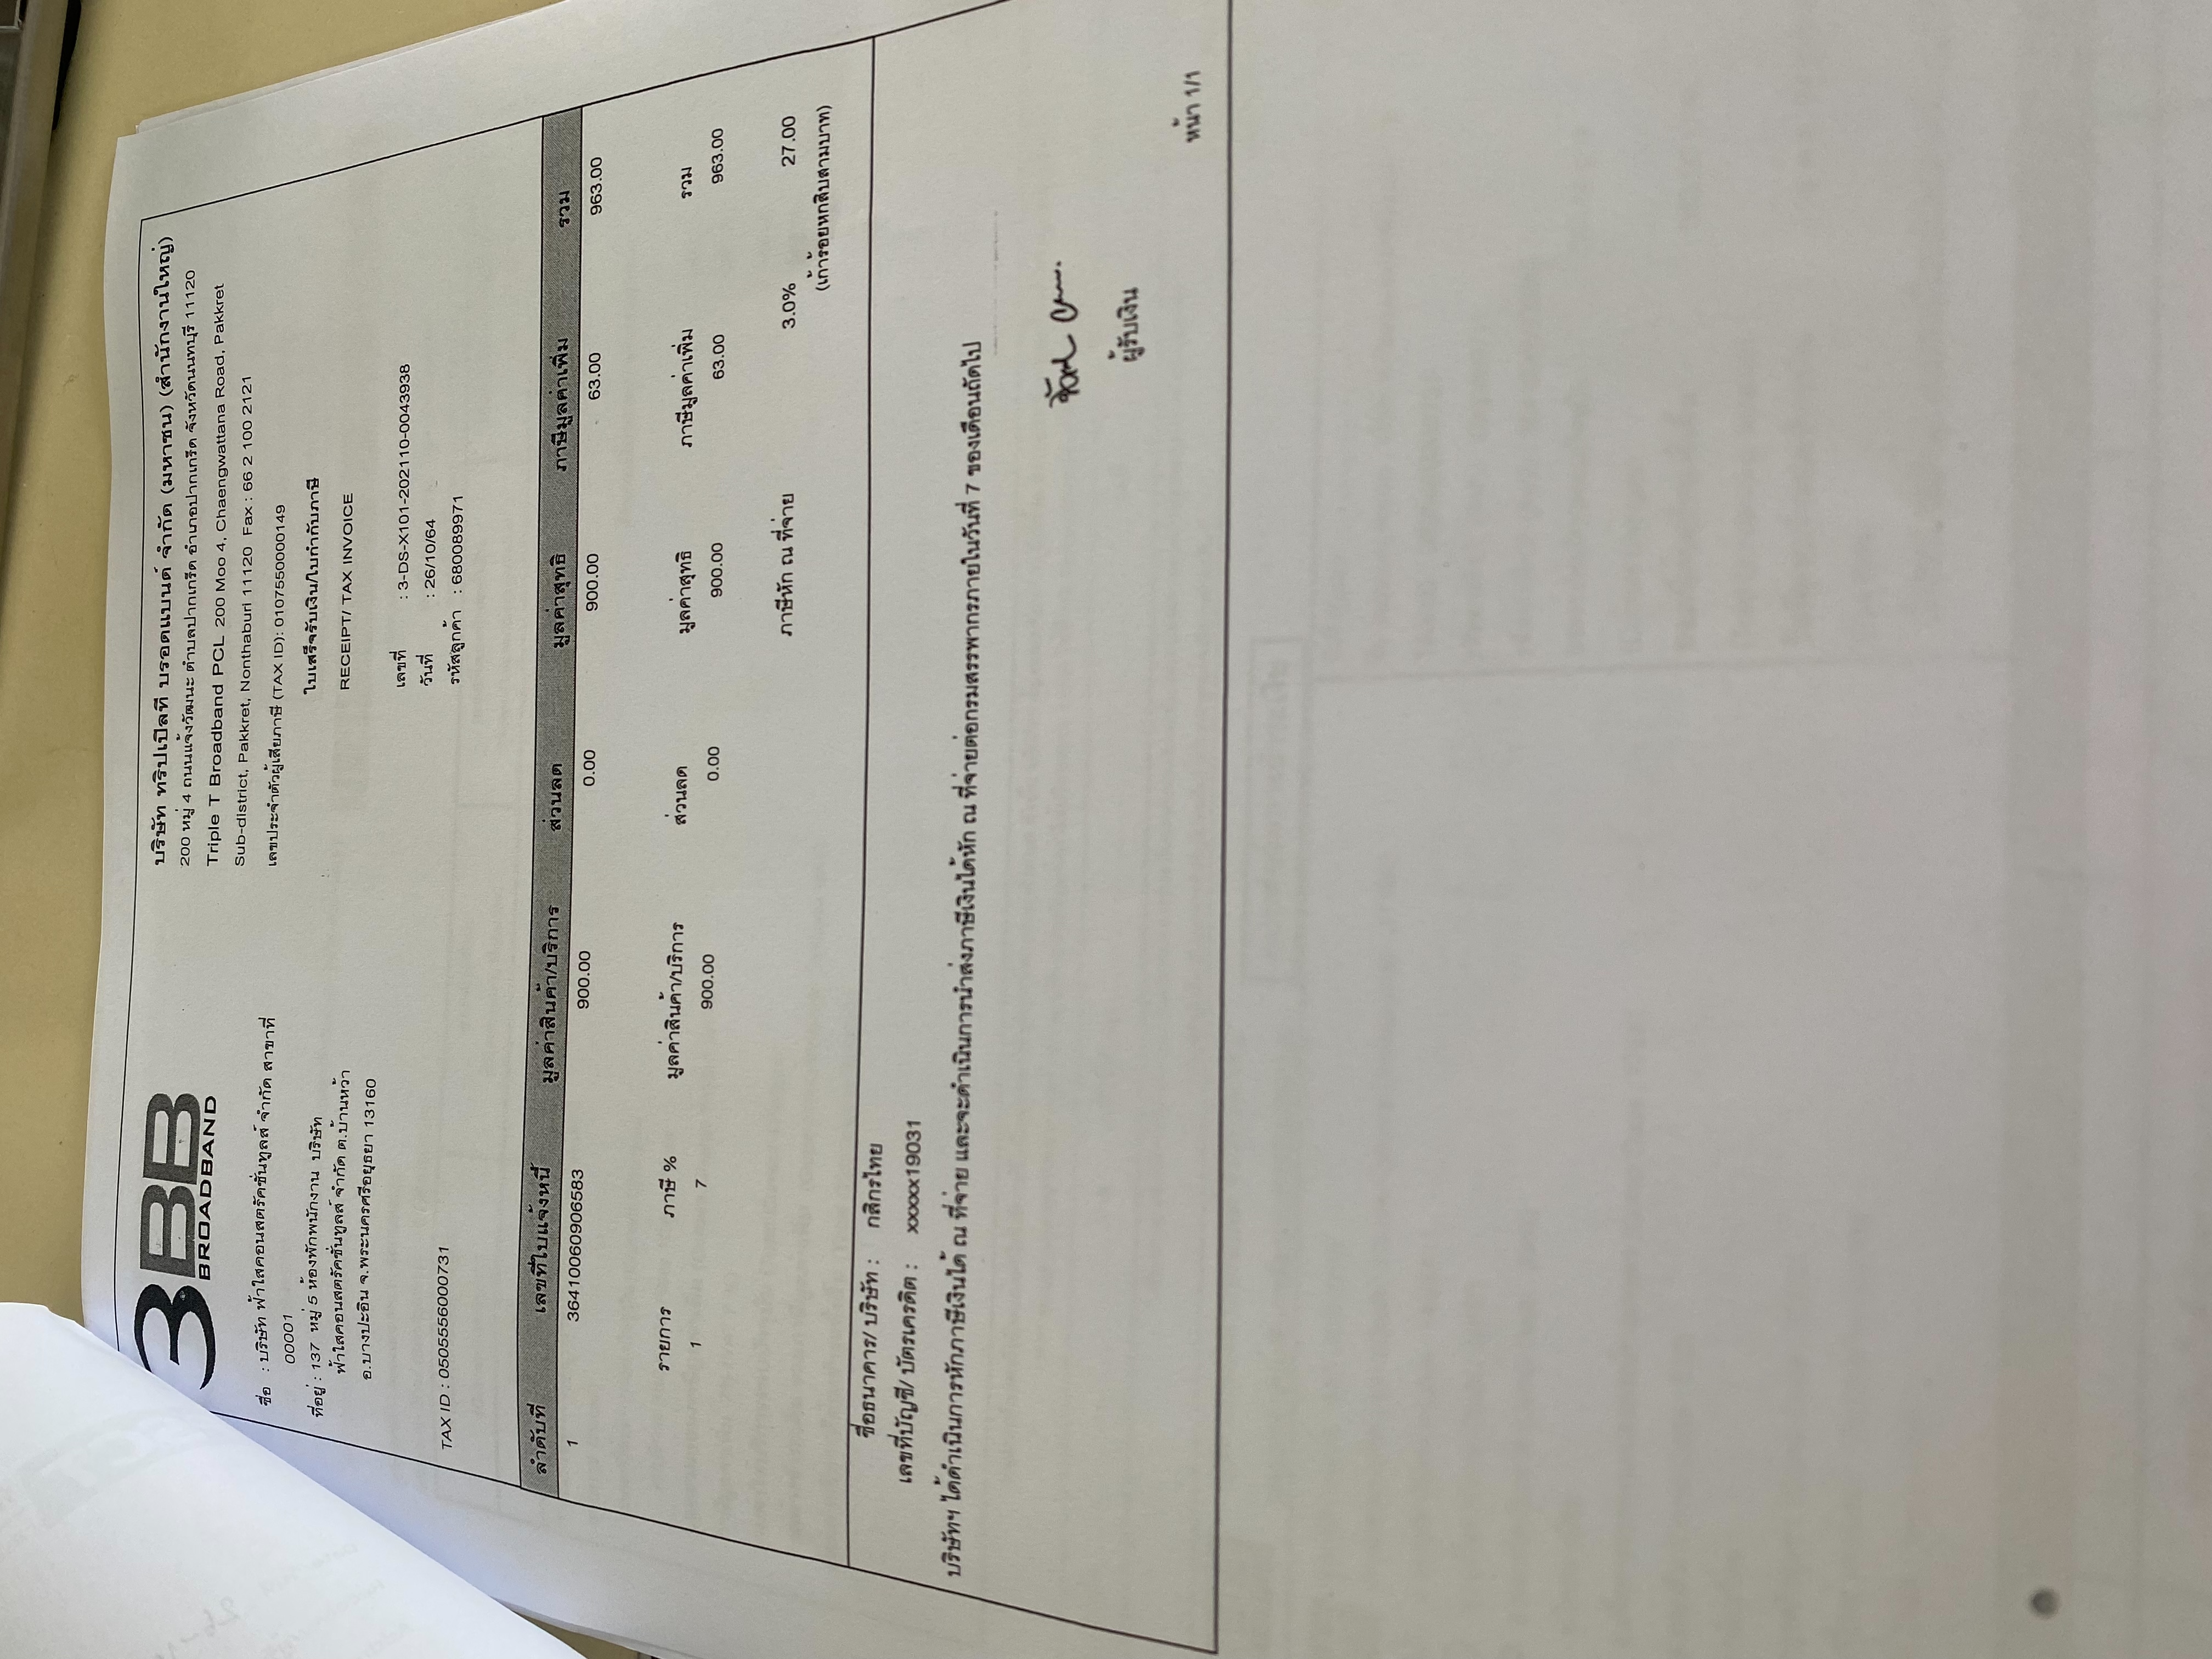 3BB
BROADBAND
บริษัท ทริปเปิลที บรอดแบนด์ จำกัด (มหาชน) (สำนักงานใหญ่)
200 หมู่ 4 ถนนแจ้งวัฒนะ ตำบลปากเกร็ด อำเภอปากเกร็ด จังหวัดนนทบุรี 11120
Triple T Broadband PCL 200 Moo 4, Chaengwattana Road, Pakkret
Sub-district, Pakkret, Nonthaburi 11120 Fax : 66 2 100 2121
เลขประจำตัวผู้เสียภาษี (TAX ID): 0107550000149
ชื่อ : บริษัท ฟ้าใสคอนสตรัคชั่นทูลส์ จำกัด สาขาที่
00001
ที่อยู่ : 137 หมู่ 5 ห้องพักพนักงาน บริษัท
ฟ้าใสคอนสตรัคชั่นทูลส์ จำกัด ต.บ้านหว้า
อ.บางปะอิน จ.พระนครศรีอยุธยา 13160
TAX ID : 0505556000731
ใบเสร็จรับเงิน/ใบกำกับภาษี
RECEIPT/ TAX INVOICE
เลขที่ : 3-DS-X101-202110-0043938
วันที่ : 26/10/64
รหัสลูกค้า : 680089971
ลำดับที่ เลขที่ใบแจ้งหนี้ มูลค่าสินค้า/บริการ ส่วนลด มูลค่าสุทธิ ภาษีมูลค่าเพิ่ม รวม
1 36410060906583 900.00 0.00 900.00 63.00 963.00
รายการ ภาษี % มูลค่าสินค้า/บริการ ส่วนลด มูลค่าสุทธิ ภาษีมูลค่าเพิ่ม รวม
1 7 900.00 0.00 900.00 63.00 963.00
ภาษีหัก ณ ที่จ่าย 3.0% 27.00
(เก้าร้อยหกสิบสามบาท)
ชื่อธนาคาร/ บริษัท : กสิกรไทย
เลขที่บัญชี/ บัตรเครดิต : xxxxx19031
บริษัทฯ ได้ดำเนินการหักภาษีเงินได้ ณ ที่จ่าย และจะดำเนินการนำส่งภาษีเงินได้หัก ณ ที่จ่ายต่อกรมสรรพากรภายในวันที่ 7 ของเดือนถัดไป
ผู้รับเงิน
หน้า 1/1